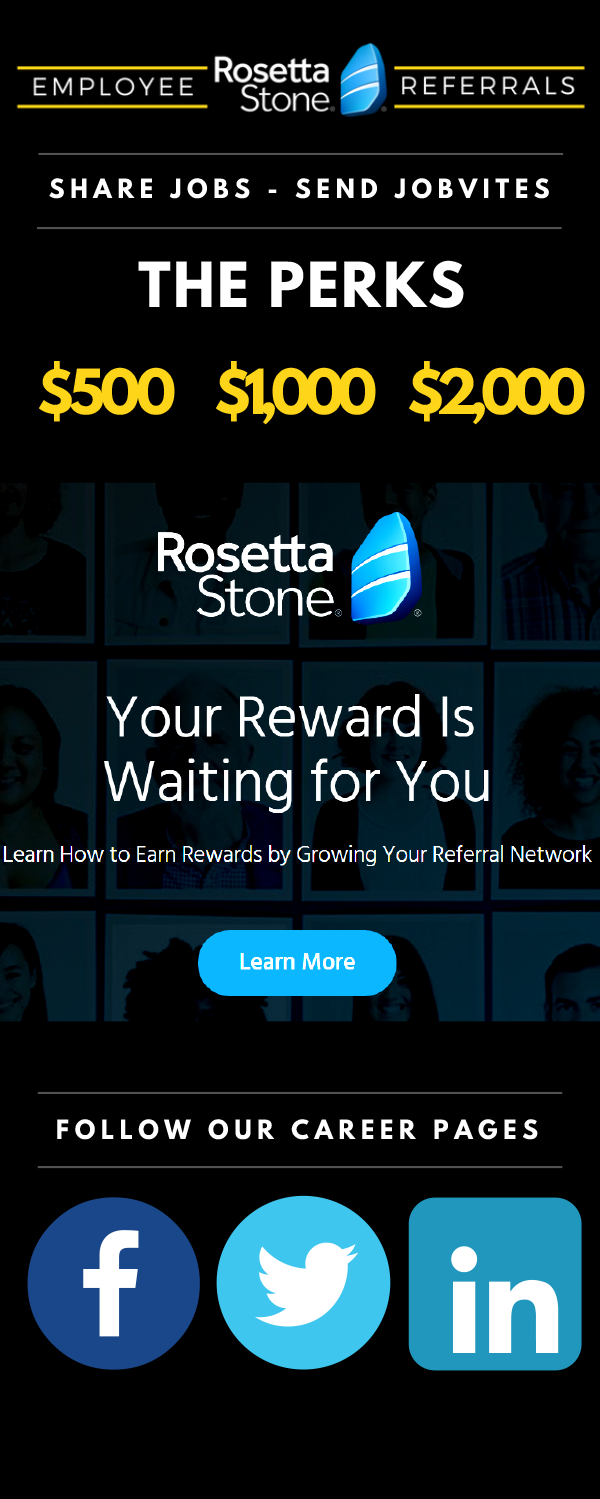 EMPLOYEE Rosetta Stone® ® REFERRALS
SHARE JOBS - SEND JOBVITES
THE PERKS
$500 $1,000 $2,000
Rosetta
Stone® ®
Your Reward Is
Waiting for You
Learn How to Earn Rewards by Growing Your Referral Network
Learn More
FOLLOW OUR CAREER PAGES
f in